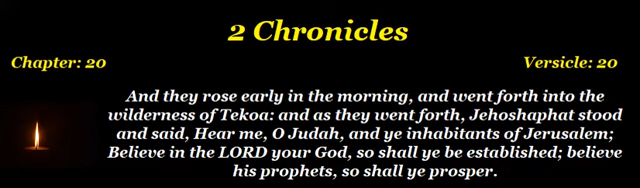 2 Chronicles
Chapter: 20
Versicle: 20
And they rose early in the morning, and went forth into the
wilderness of Tekoa: and as they went forth, Jehoshaphat stood
and said, Hear me, O Judah, and ye inhabitants of Jerusalem;
Believe in the LORD your God, so shall ye be established; believe
his prophets, so shall ye prosper.